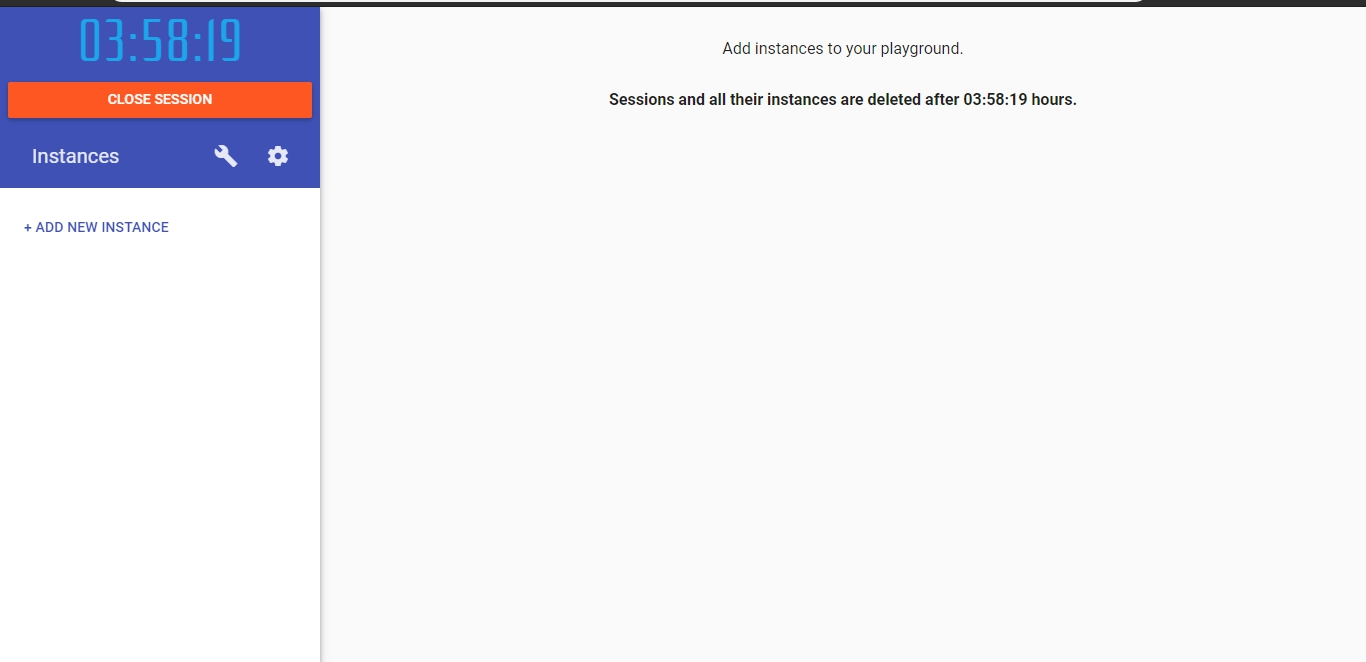 03:58:19
CLOSE SESSION
Instances
+ ADD NEW INSTANCE
Add instances to your playground.
Sessions and all their instances are deleted after 03:58:19 hours.